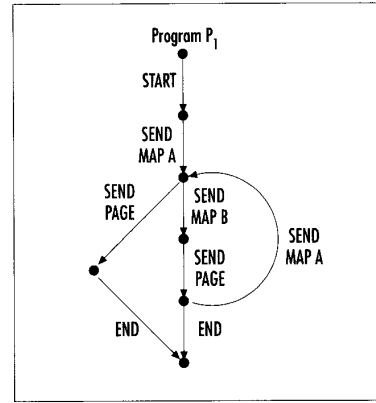 Program P1
START
SEND
MAP A
SEND
PAGE
SEND
MAP B
SEND
MAP A
SEND
PAGE
END
END